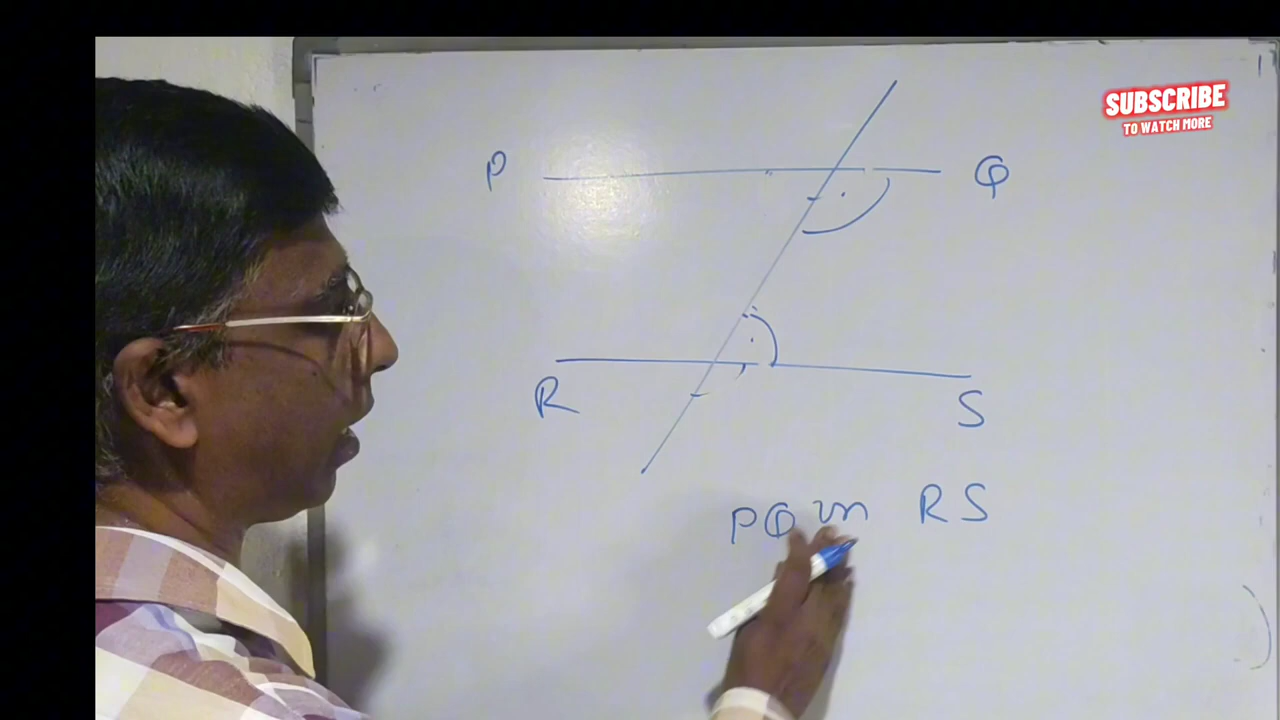 SUBSCRIBE
TO WATCH MORE
P Q
R S
PQ හා RS